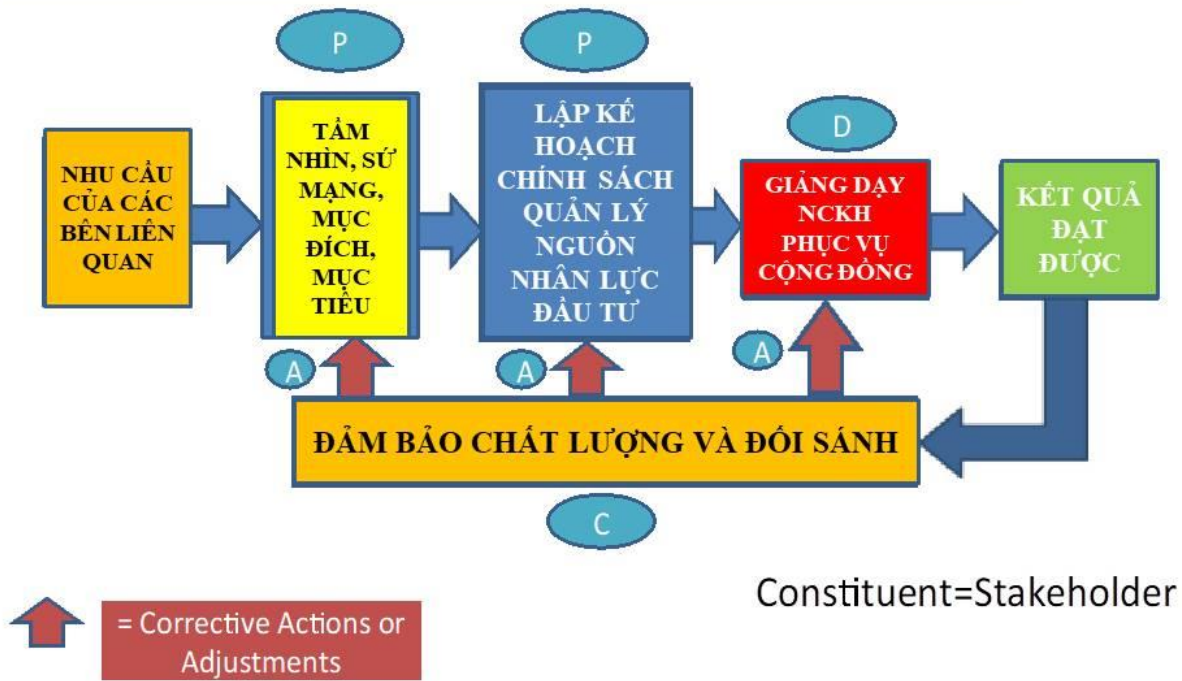 P
P
D
NHU CẦU
CỦA CÁC
BÊN LIÊN
QUAN
TẦM
NHÌN, SỨ
MẠNG,
MỤC
ĐÍCH,
MỤC
TIÊU
LẬP KẾ
HOẠCH
CHÍNH SÁCH
QUẢN LÝ
NGUỒN
NHÂN LỰC
ĐẦU TƯ
GIẢNG DẠY
NCKH
PHỤC VỤ
CỘNG ĐỒNG
KẾT QUẢ
ĐẠT
ĐƯỢC
A
A
A
ĐẢM BẢO CHẤT LƯỢNG VÀ ĐỐI SÁNH
C
Constituent=Stakeholder
= Corrective Actions or
Adjustments